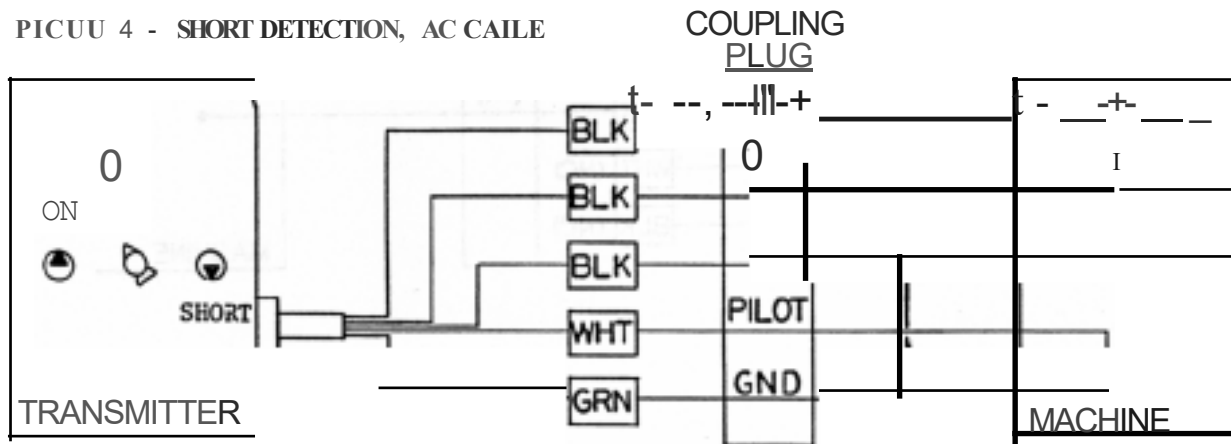 PICUU 4 - SHORT DETECTION, AC CAILE
COUPLING
PLUG
BLK
0
0
I
ON
BLK
BLK
SHORT
PILOT
WHT
GND
GRN
TRANSMITTER
MACHINE